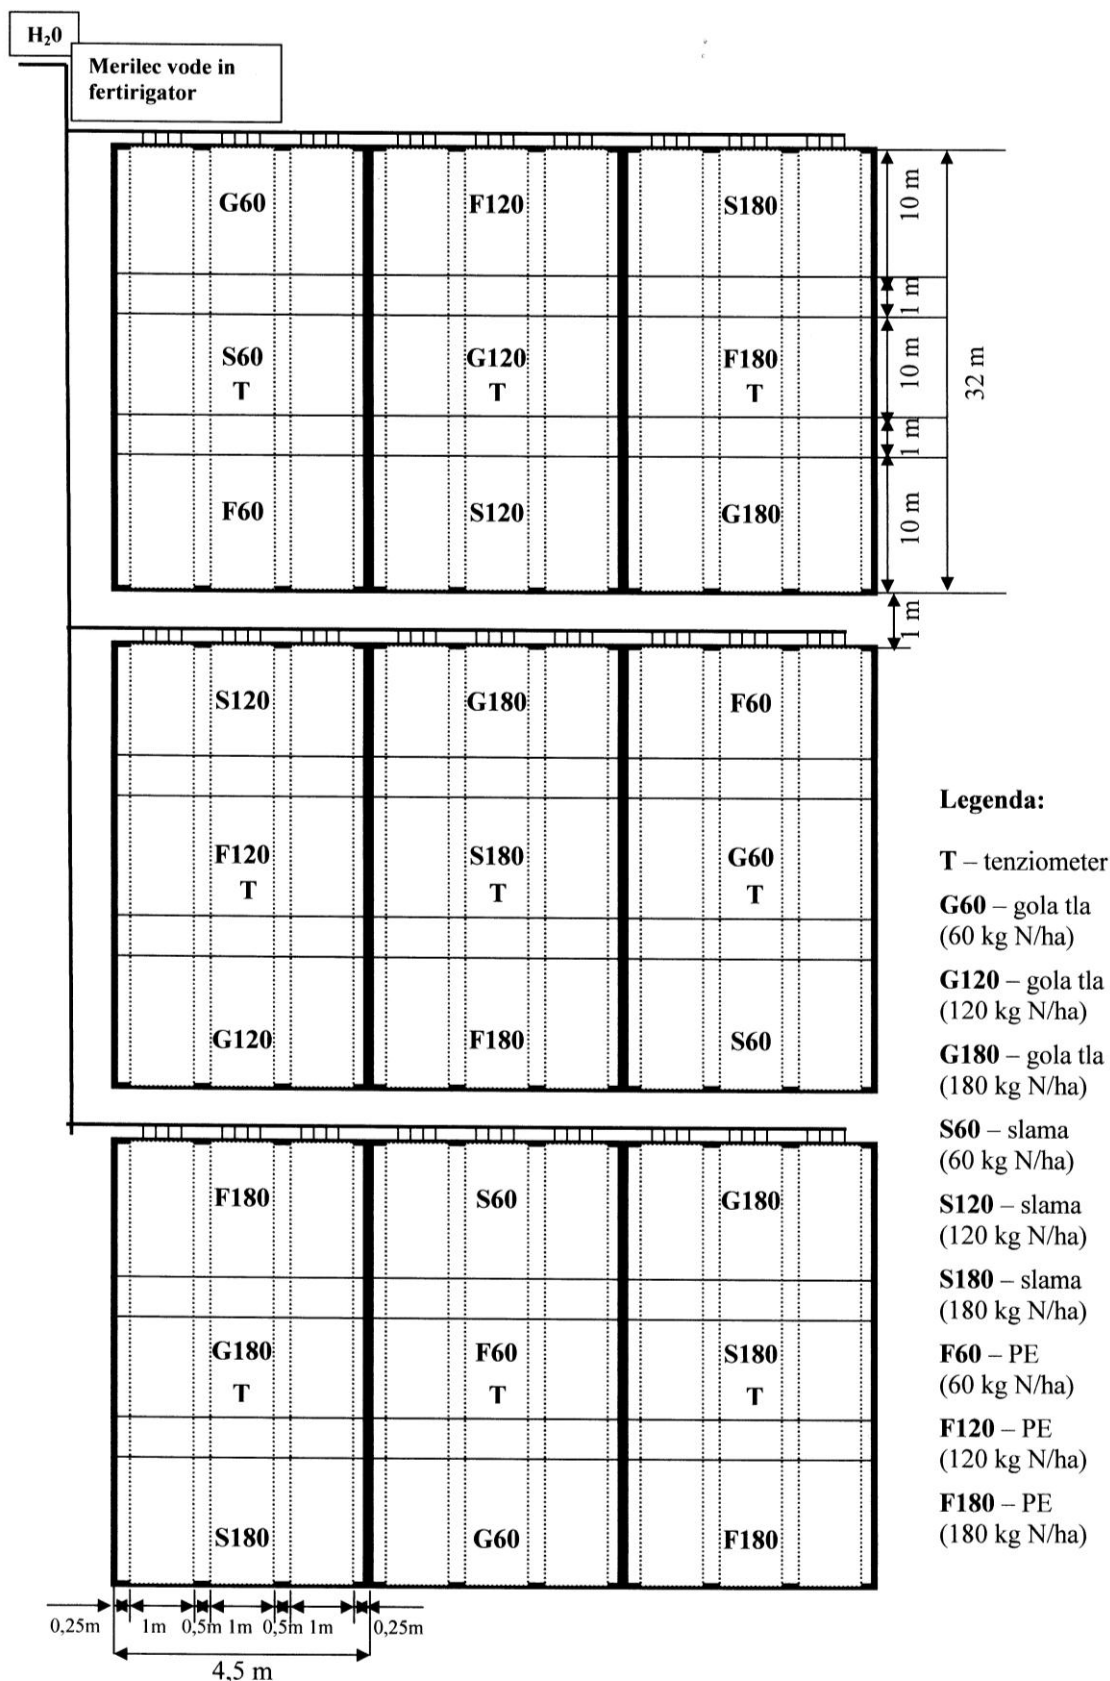 H₂0
Merilec vode in
fertirigator
G60 F120 S180
10 m
1 m
S60 G120 F180
T T T
10 m
32 m
1 m
F60 S120 G180
10 m
1 m
S120 G180 F60
F120 S180 G60
T T T
G120 F180 S60
F180 S60 G180
G180 F60 S180
T T T
S180 G60 F180
0,25m 1m 0,5m 1m 0,5m 1m 0,25m
4,5 m
Legenda:
T – tenziometer
G60 – gola tla
(60 kg N/ha)
G120 – gola tla
(120 kg N/ha)
G180 – gola tla
(180 kg N/ha)
S60 – slama
(60 kg N/ha)
S120 – slama
(120 kg N/ha)
S180 – slama
(180 kg N/ha)
F60 – PE
(60 kg N/ha)
F120 – PE
(120 kg N/ha)
F180 – PE
(180 kg N/ha)